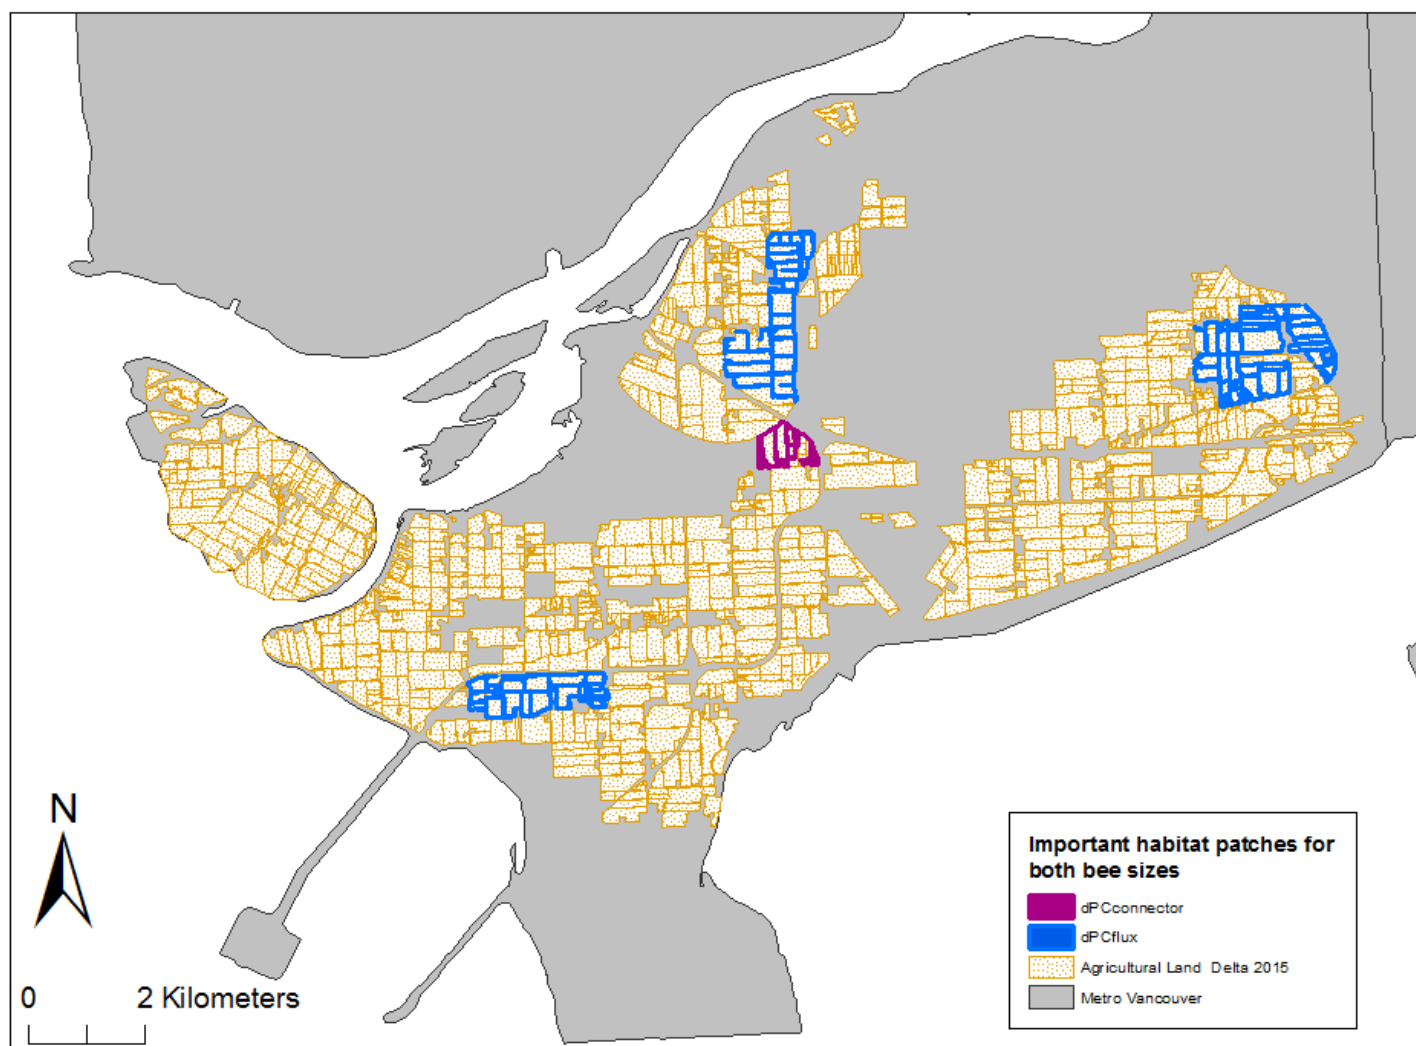 N
0 2 Kilometers
Important habitat patches for
both bee sizes
dPCconnector
dPCflux
Agricultural Land Delta 2015
Metro Vancouver